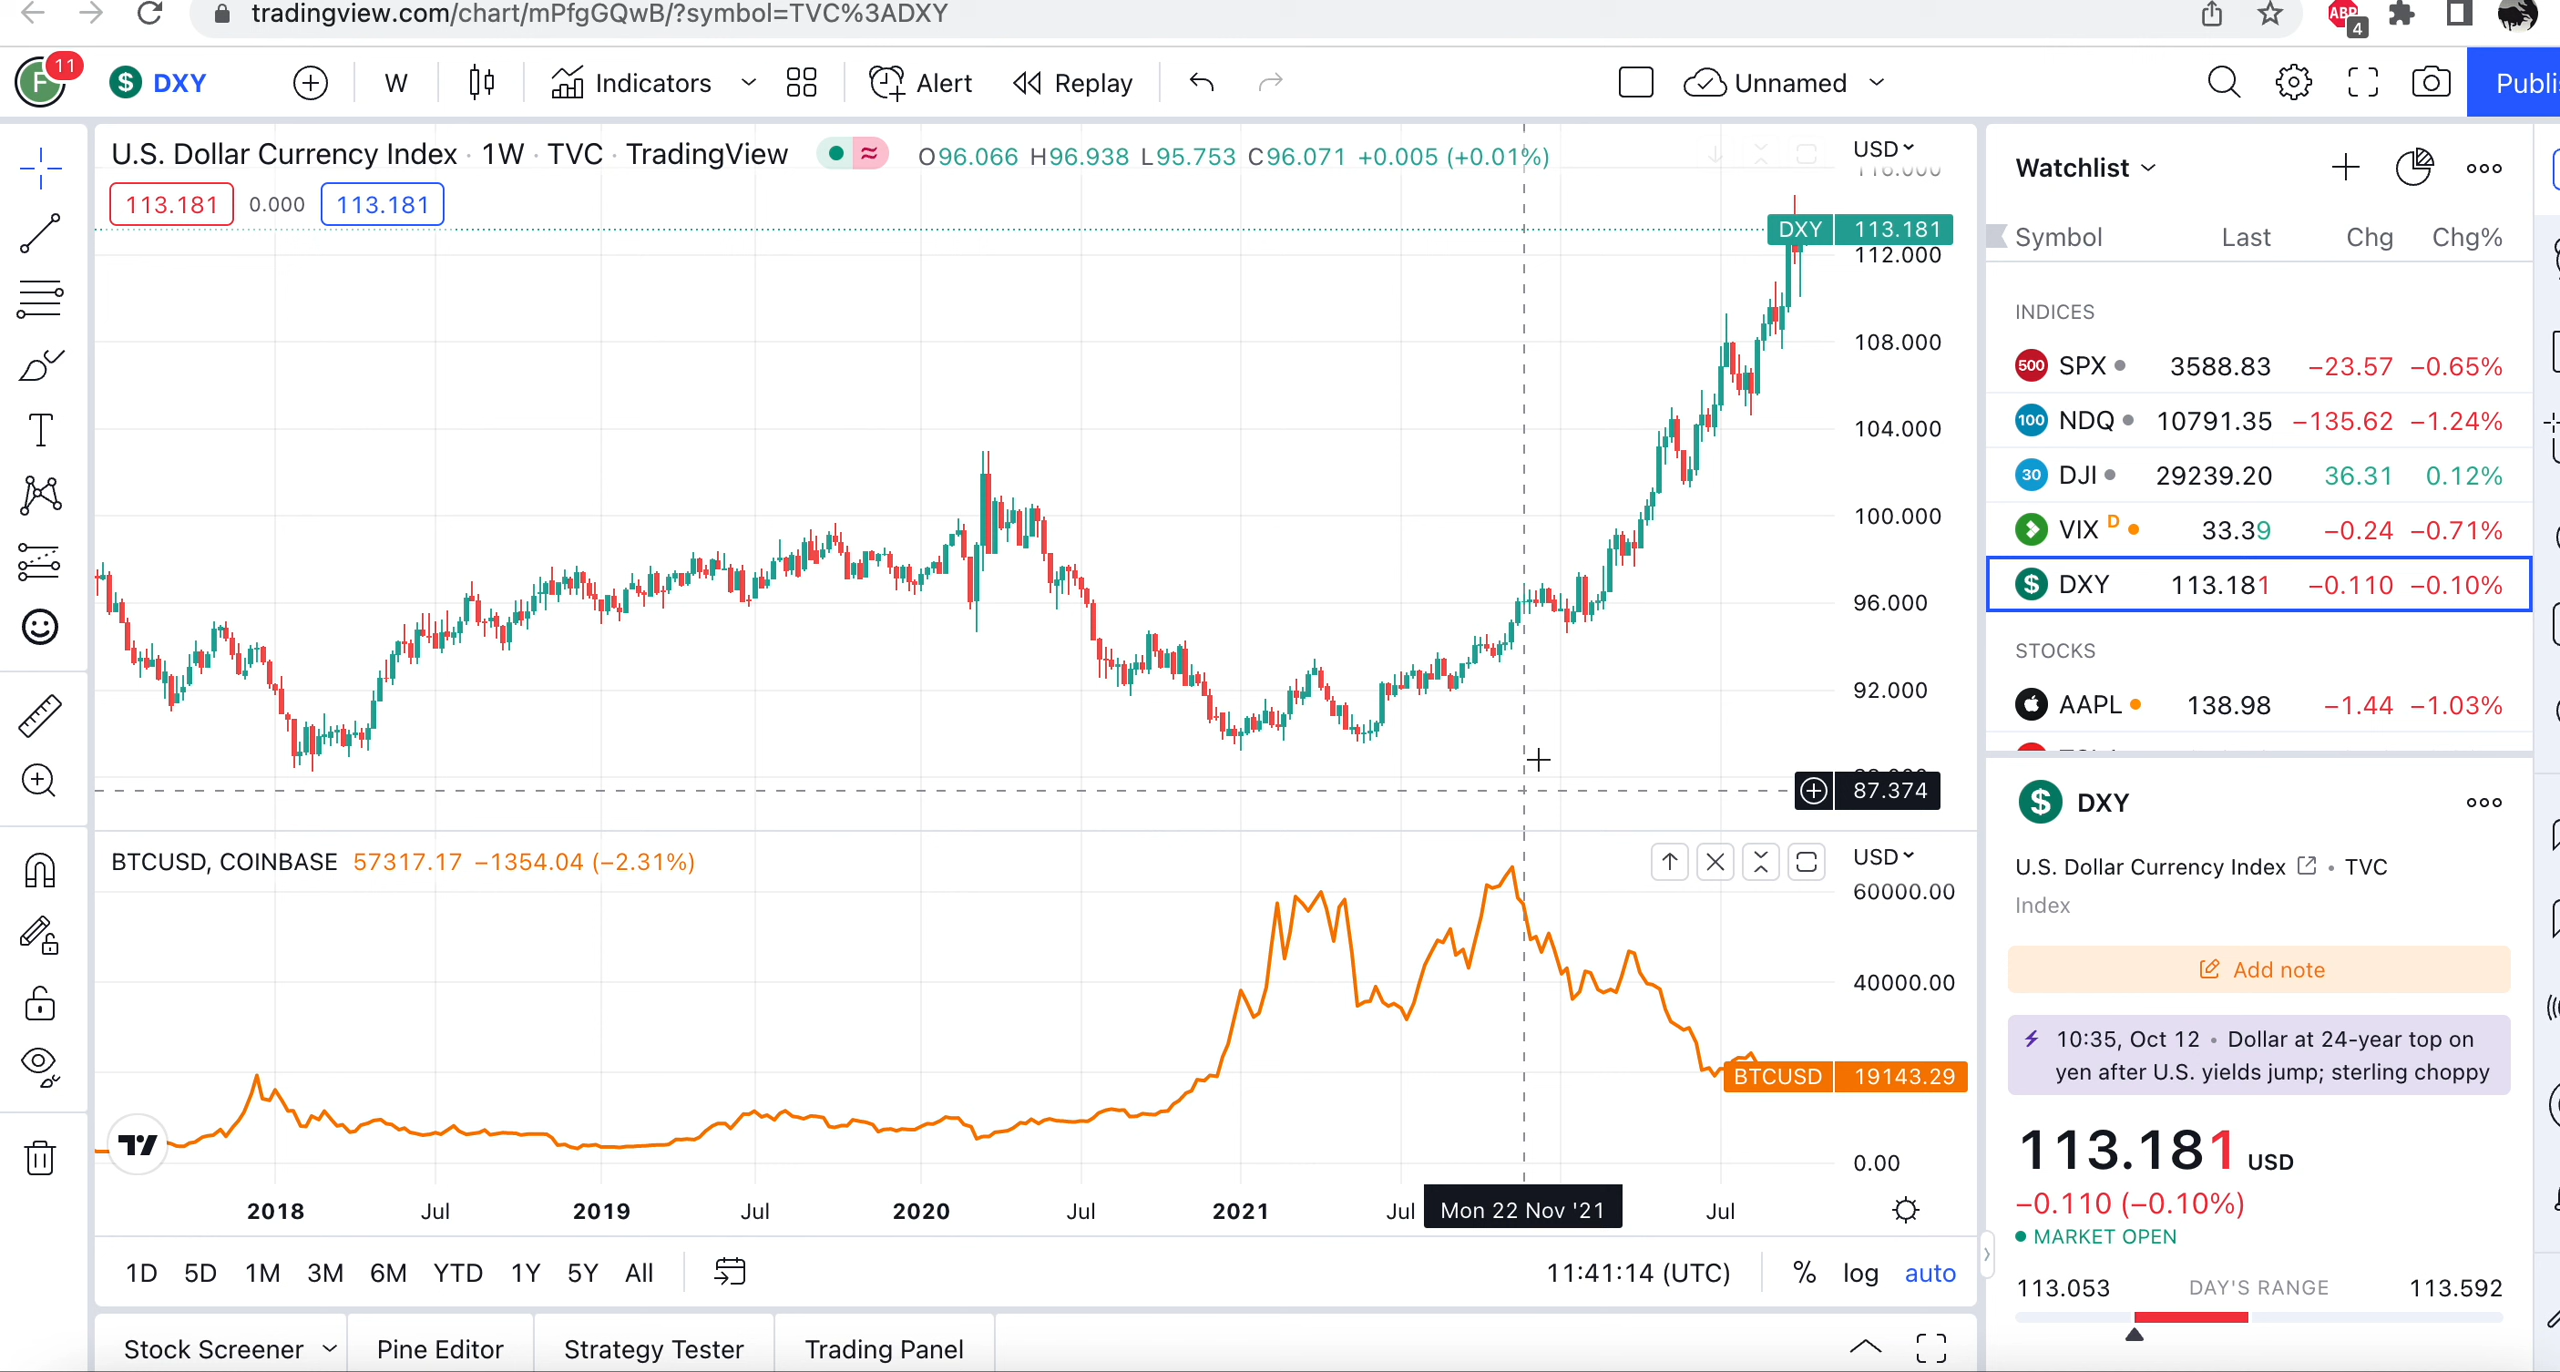 tradingview.com/chart/mPfgGQwB/?symbol=TVC%3ADXY
ABP 4
F 11 $ DXY W Indicators Alert Replay Unnamed
U.S. Dollar Currency Index · 1W · TVC · TradingView O96.066 H96.938 L95.753 C96.071 +0.005 (+0.01%)
113.181 0.000 113.181
USD
DXY 113.181
112.000
108.000
104.000
100.000
96.000
92.000
87.374
BTCUSD, COINBASE 57317.17 −1354.04 (−2.31%)
USD
60000.00
40000.00
BTCUSD 19143.29
0.00
2018 Jul 2019 Jul 2020 Jul 2021 Jul Mon 22 Nov '21 Jul
1D 5D 1M 3M 6M YTD 1Y 5Y All 11:41:14 (UTC) % log auto
Stock Screener Pine Editor Strategy Tester Trading Panel
Watchlist
Symbol Last Chg Chg%
INDICES
500 SPX 3588.83 −23.57 −0.65%
100 NDQ 10791.35 −135.62 −1.24%
30 DJI 29239.20 36.31 0.12%
VIX D 33.39 −0.24 −0.71%
$ DXY 113.181 −0.110 −0.10%
STOCKS
AAPL 138.98 −1.44 −1.03%
$ DXY
U.S. Dollar Currency Index • TVC
Index
Add note
10:35, Oct 12 • Dollar at 24-year top on
yen after U.S. yields jump; sterling choppy
113.181 USD
−0.110 (−0.10%)
MARKET OPEN
113.053 DAY'S RANGE 113.592